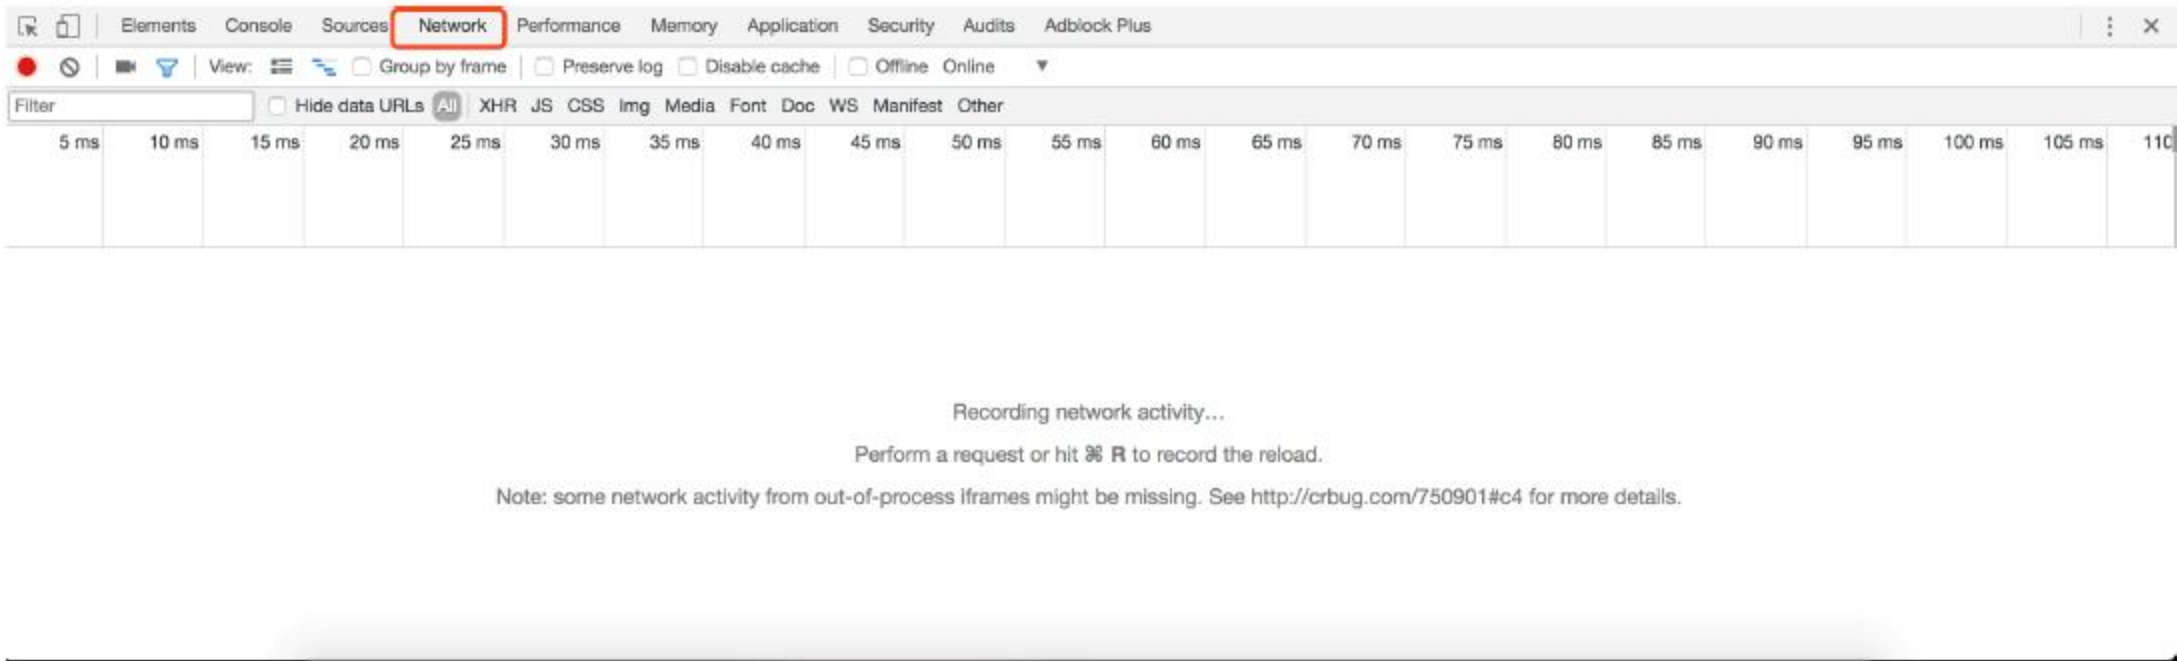 Elements Console Sources Network Performance Memory Application Security Audits Adblock Plus
View: Group by frame Preserve log Disable cache Offline Online
Filter Hide data URLs All XHR JS CSS Img Media Font Doc WS Manifest Other
5 ms 10 ms 15 ms 20 ms 25 ms 30 ms 35 ms 40 ms 45 ms 50 ms 55 ms 60 ms 65 ms 70 ms 75 ms 80 ms 85 ms 90 ms 95 ms 100 ms 105 ms 110
Recording network activity…
Perform a request or hit ⌘ R to record the reload.
Note: some network activity from out-of-process iframes might be missing. See http://crbug.com/750901#c4 for more details.